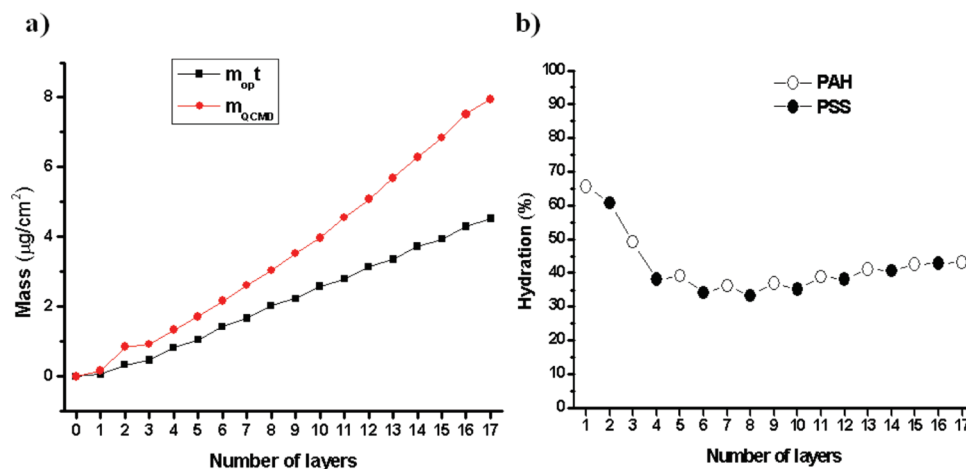 a)
m_op t
m_QCMD
Mass (µg/cm²)
8
6
4
2
0
0 1 2 3 4 5 6 7 8 9 10 11 12 13 14 15 16 17
Number of layers
b)
PAH
PSS
Hydration (%)
100
90
80
70
60
50
40
30
20
10
0
1 2 3 4 5 6 7 8 9 10 11 12 13 14 15 16 17
Number of layers